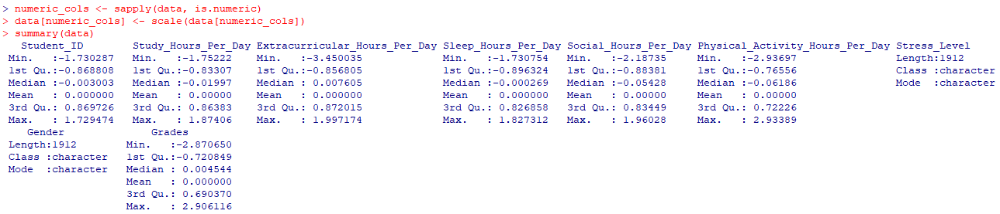 > numeric_cols <- sapply(data, is.numeric)
> data[numeric_cols] <- scale(data[numeric_cols])
> summary(data)
Student_ID Study_Hours_Per_Day Extracurricular_Hours_Per_Day Sleep_Hours_Per_Day Social_Hours_Per_Day Physical_Activity_Hours_Per_Day Stress_Level
Min. :-1.730287 Min. :-1.75222 Min. :-3.450035 Min. :-1.730754 Min. :-2.18735 Min. :-2.93697 Length:1912
1st Qu.:-0.868808 1st Qu.:-0.83307 1st Qu.:-0.856805 1st Qu.:-0.896324 1st Qu.:-0.88381 1st Qu.:-0.76556 Class :character
Median :-0.003003 Median :-0.01997 Median : 0.007605 Median :-0.000269 Median :-0.05428 Median :-0.06186 Mode :character
Mean : 0.000000 Mean : 0.00000 Mean : 0.000000 Mean : 0.000000 Mean : 0.00000 Mean : 0.00000
3rd Qu.: 0.869726 3rd Qu.: 0.86383 3rd Qu.: 0.872015 3rd Qu.: 0.826858 3rd Qu.: 0.83449 3rd Qu.: 0.72226
Max. : 1.729474 Max. : 1.87406 Max. : 1.997174 Max. : 1.827312 Max. : 1.96028 Max. : 2.93389
Gender Grades
Length:1912 Min. :-2.870650
Class :character 1st Qu.:-0.720849
Mode :character Median : 0.004544
Mean : 0.000000
3rd Qu.: 0.690370
Max. : 2.906116